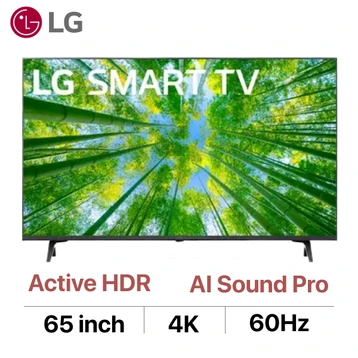 LG
LG SMART TV
Active HDR
AI Sound Pro
65 inch
4K
60Hz